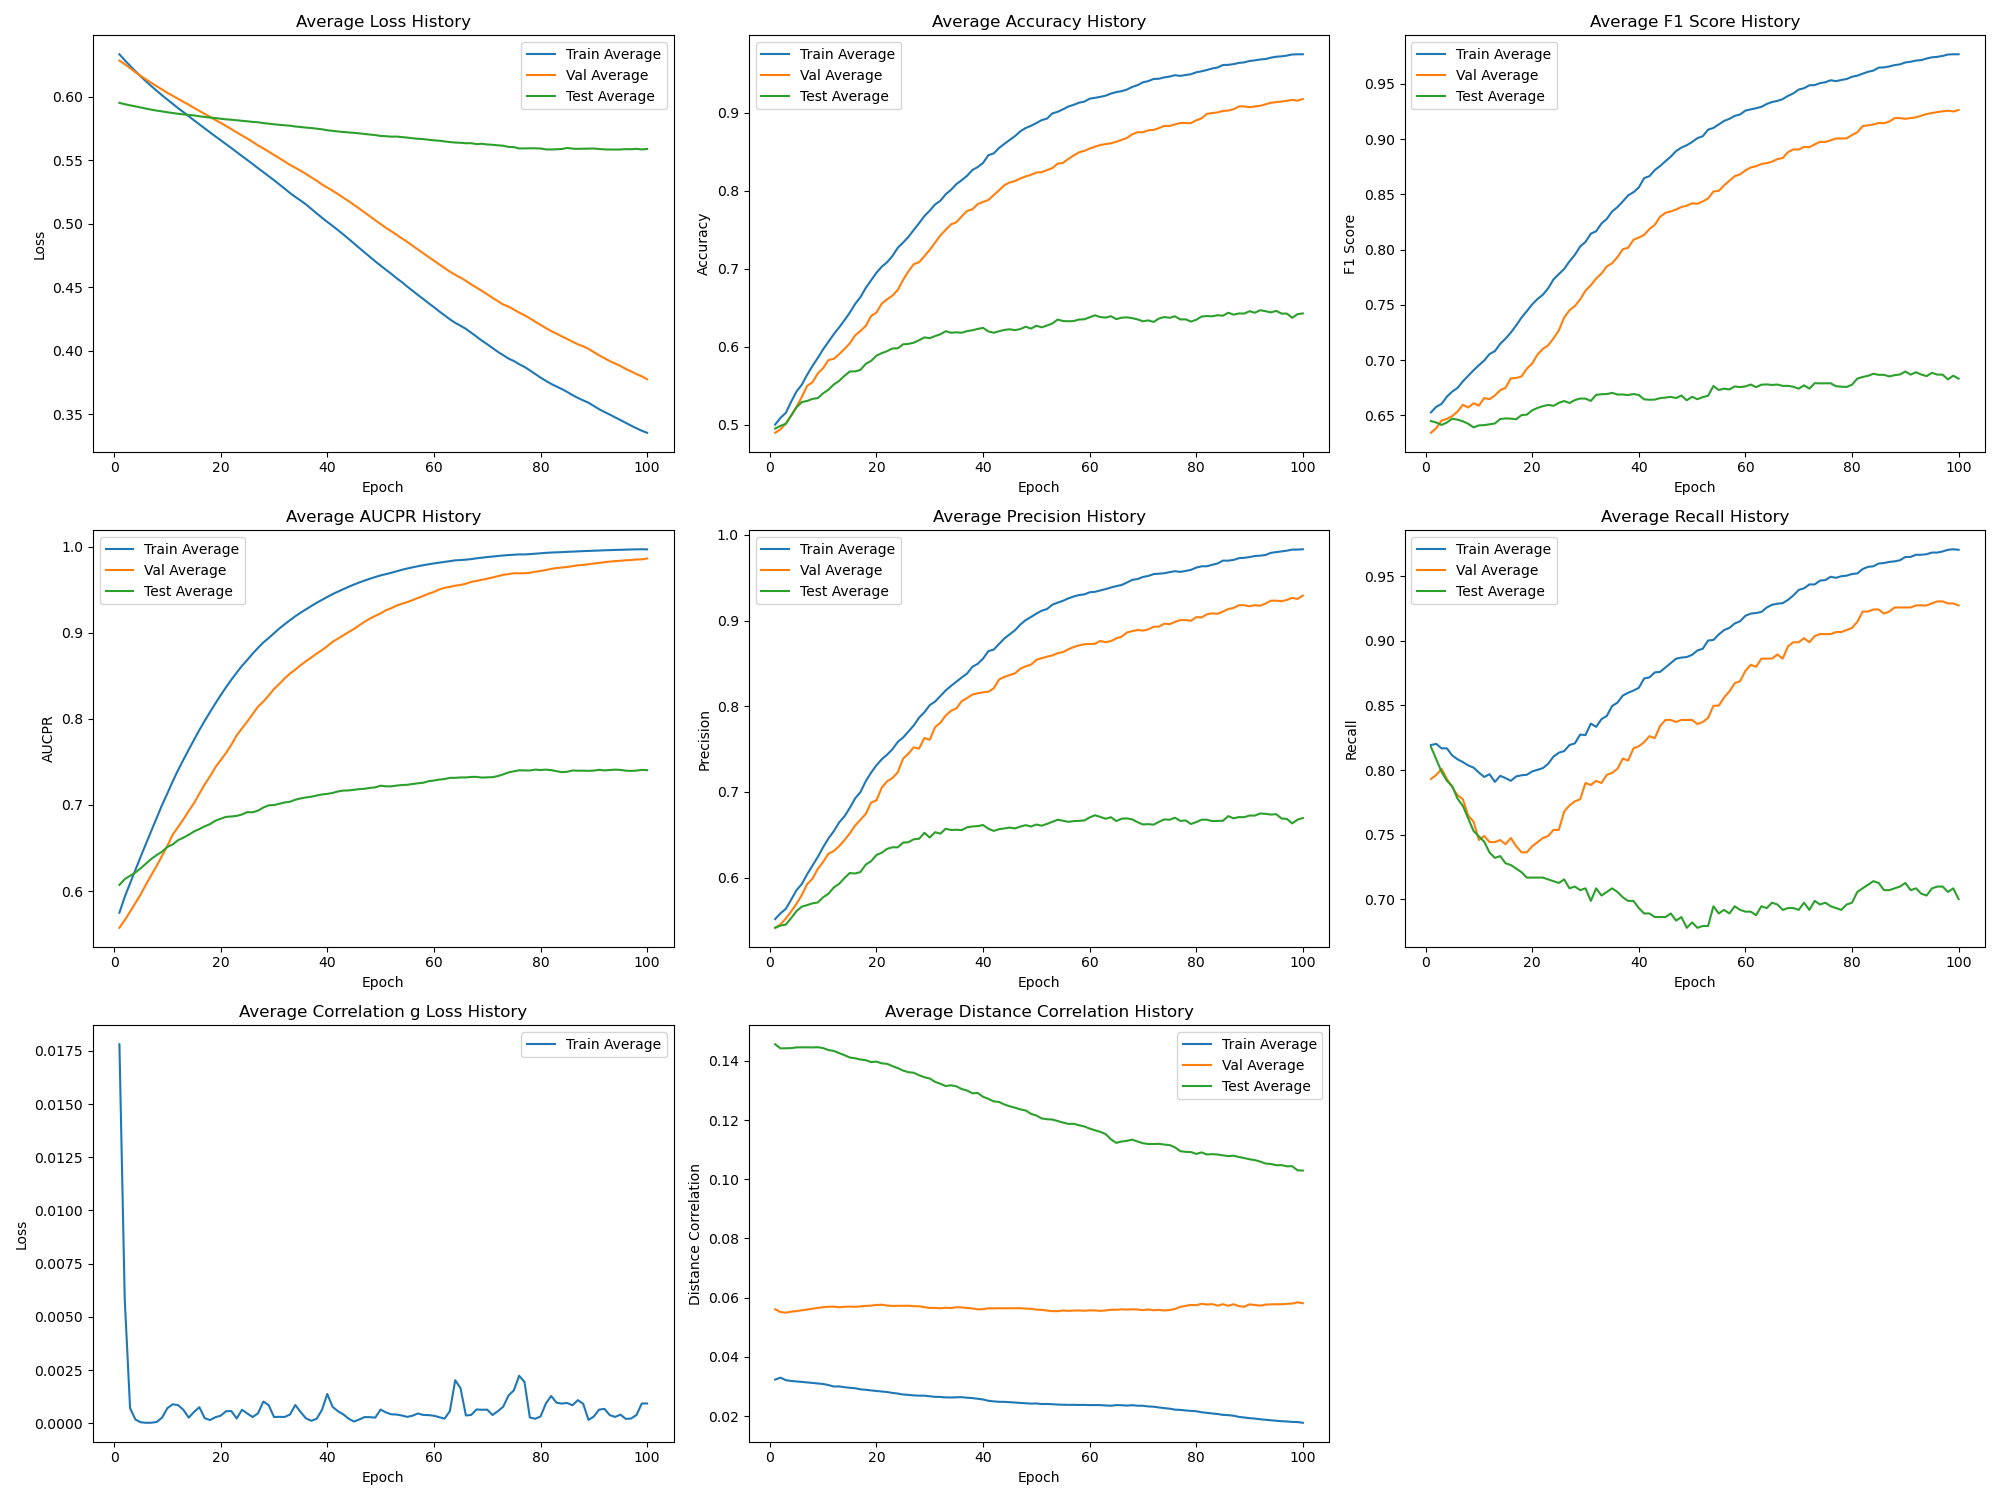 Average Loss History
Train Average
Val Average
Test Average
0.60
0.55
0.50
0.45
0.40
0.35
Loss
0 20 40 60 80 100
Epoch
Average Accuracy History
Train Average
Val Average
Test Average
0.9
0.8
0.7
0.6
0.5
Accuracy
0 20 40 60 80 100
Epoch
Average F1 Score History
Train Average
Val Average
Test Average
0.95
0.90
0.85
0.80
0.75
0.70
0.65
F1 Score
0 20 40 60 80 100
Epoch
Average AUCPR History
Train Average
Val Average
Test Average
1.0
0.9
0.8
0.7
0.6
AUCPR
0 20 40 60 80 100
Epoch
Average Precision History
Train Average
Val Average
Test Average
1.0
0.9
0.8
0.7
0.6
Precision
0 20 40 60 80 100
Epoch
Average Recall History
Train Average
Val Average
Test Average
0.95
0.90
0.85
0.80
0.75
0.70
Recall
0 20 40 60 80 100
Epoch
Average Correlation g Loss History
Train Average
0.0175
0.0150
0.0125
0.0100
0.0075
0.0050
0.0025
0.0000
Loss
0 20 40 60 80 100
Epoch
Average Distance Correlation History
Train Average
Val Average
Test Average
0.14
0.12
0.10
0.08
0.06
0.04
0.02
Distance Correlation
0 20 40 60 80 100
Epoch